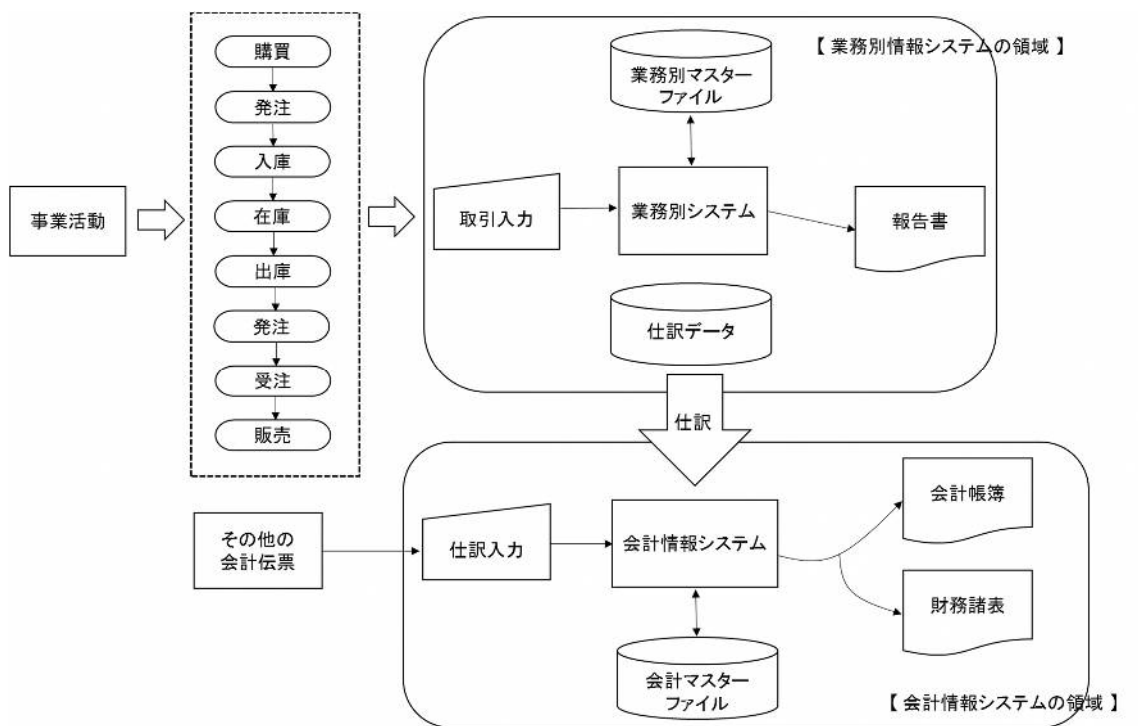 【 業務別情報システムの領域 】
事業活動
購買
発注
入庫
在庫
出庫
発注
受注
販売
業務別マスター
ファイル
取引入力
業務別システム
報告書
仕訳データ
仕訳
その他の
会計伝票
仕訳入力
会計情報システム
会計帳簿
財務諸表
会計マスター
ファイル
【 会計情報システムの領域 】